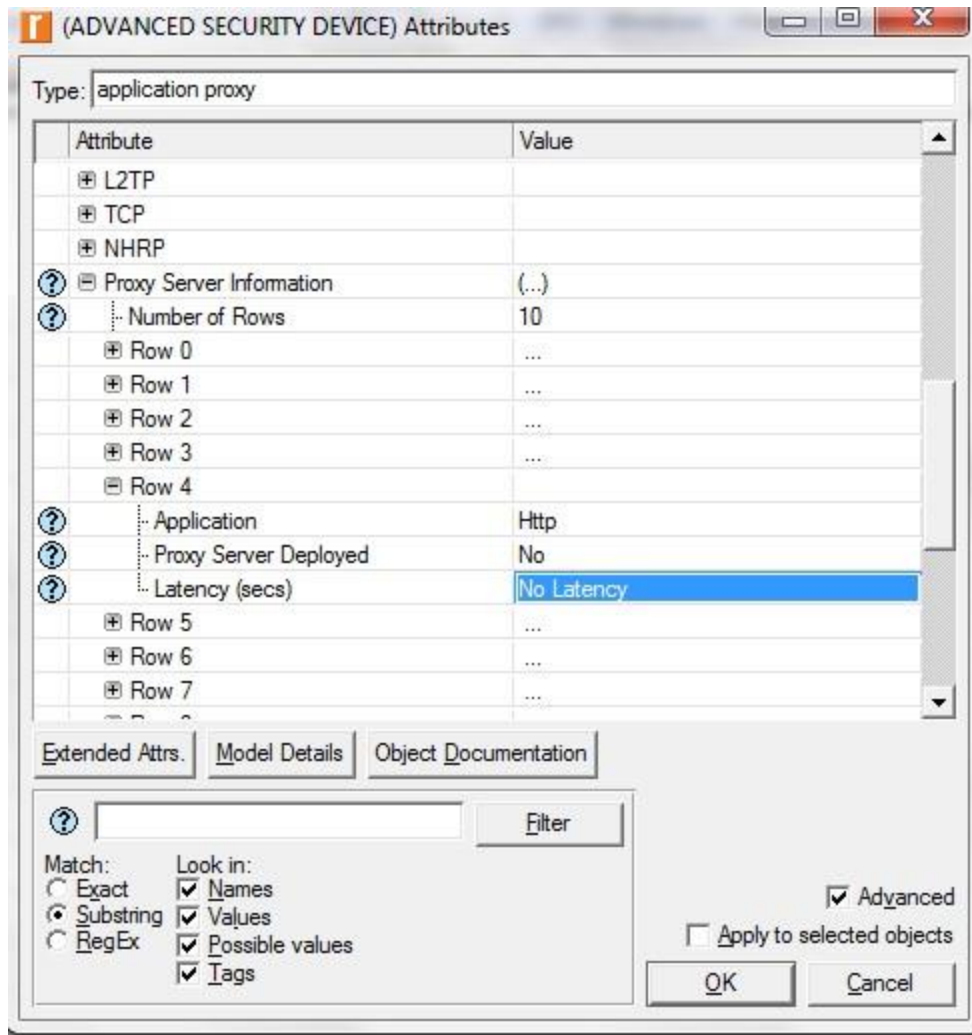 (ADVANCED SECURITY DEVICE) Attributes
Type: application proxy
Attribute Value
L2TP
TCP
NHRP
Proxy Server Information (...)
Number of Rows 10
Row 0 ...
Row 1 ...
Row 2 ...
Row 3 ...
Row 4
Application Http
Proxy Server Deployed No
Latency (secs) No Latency
Row 5 ...
Row 6 ...
Row 7 ...
Extended Attrs. Model Details Object Documentation
Filter
Match: Look in:
Exact Names
Substring Values
RegEx Possible values
Tags
Advanced
Apply to selected objects
OK Cancel